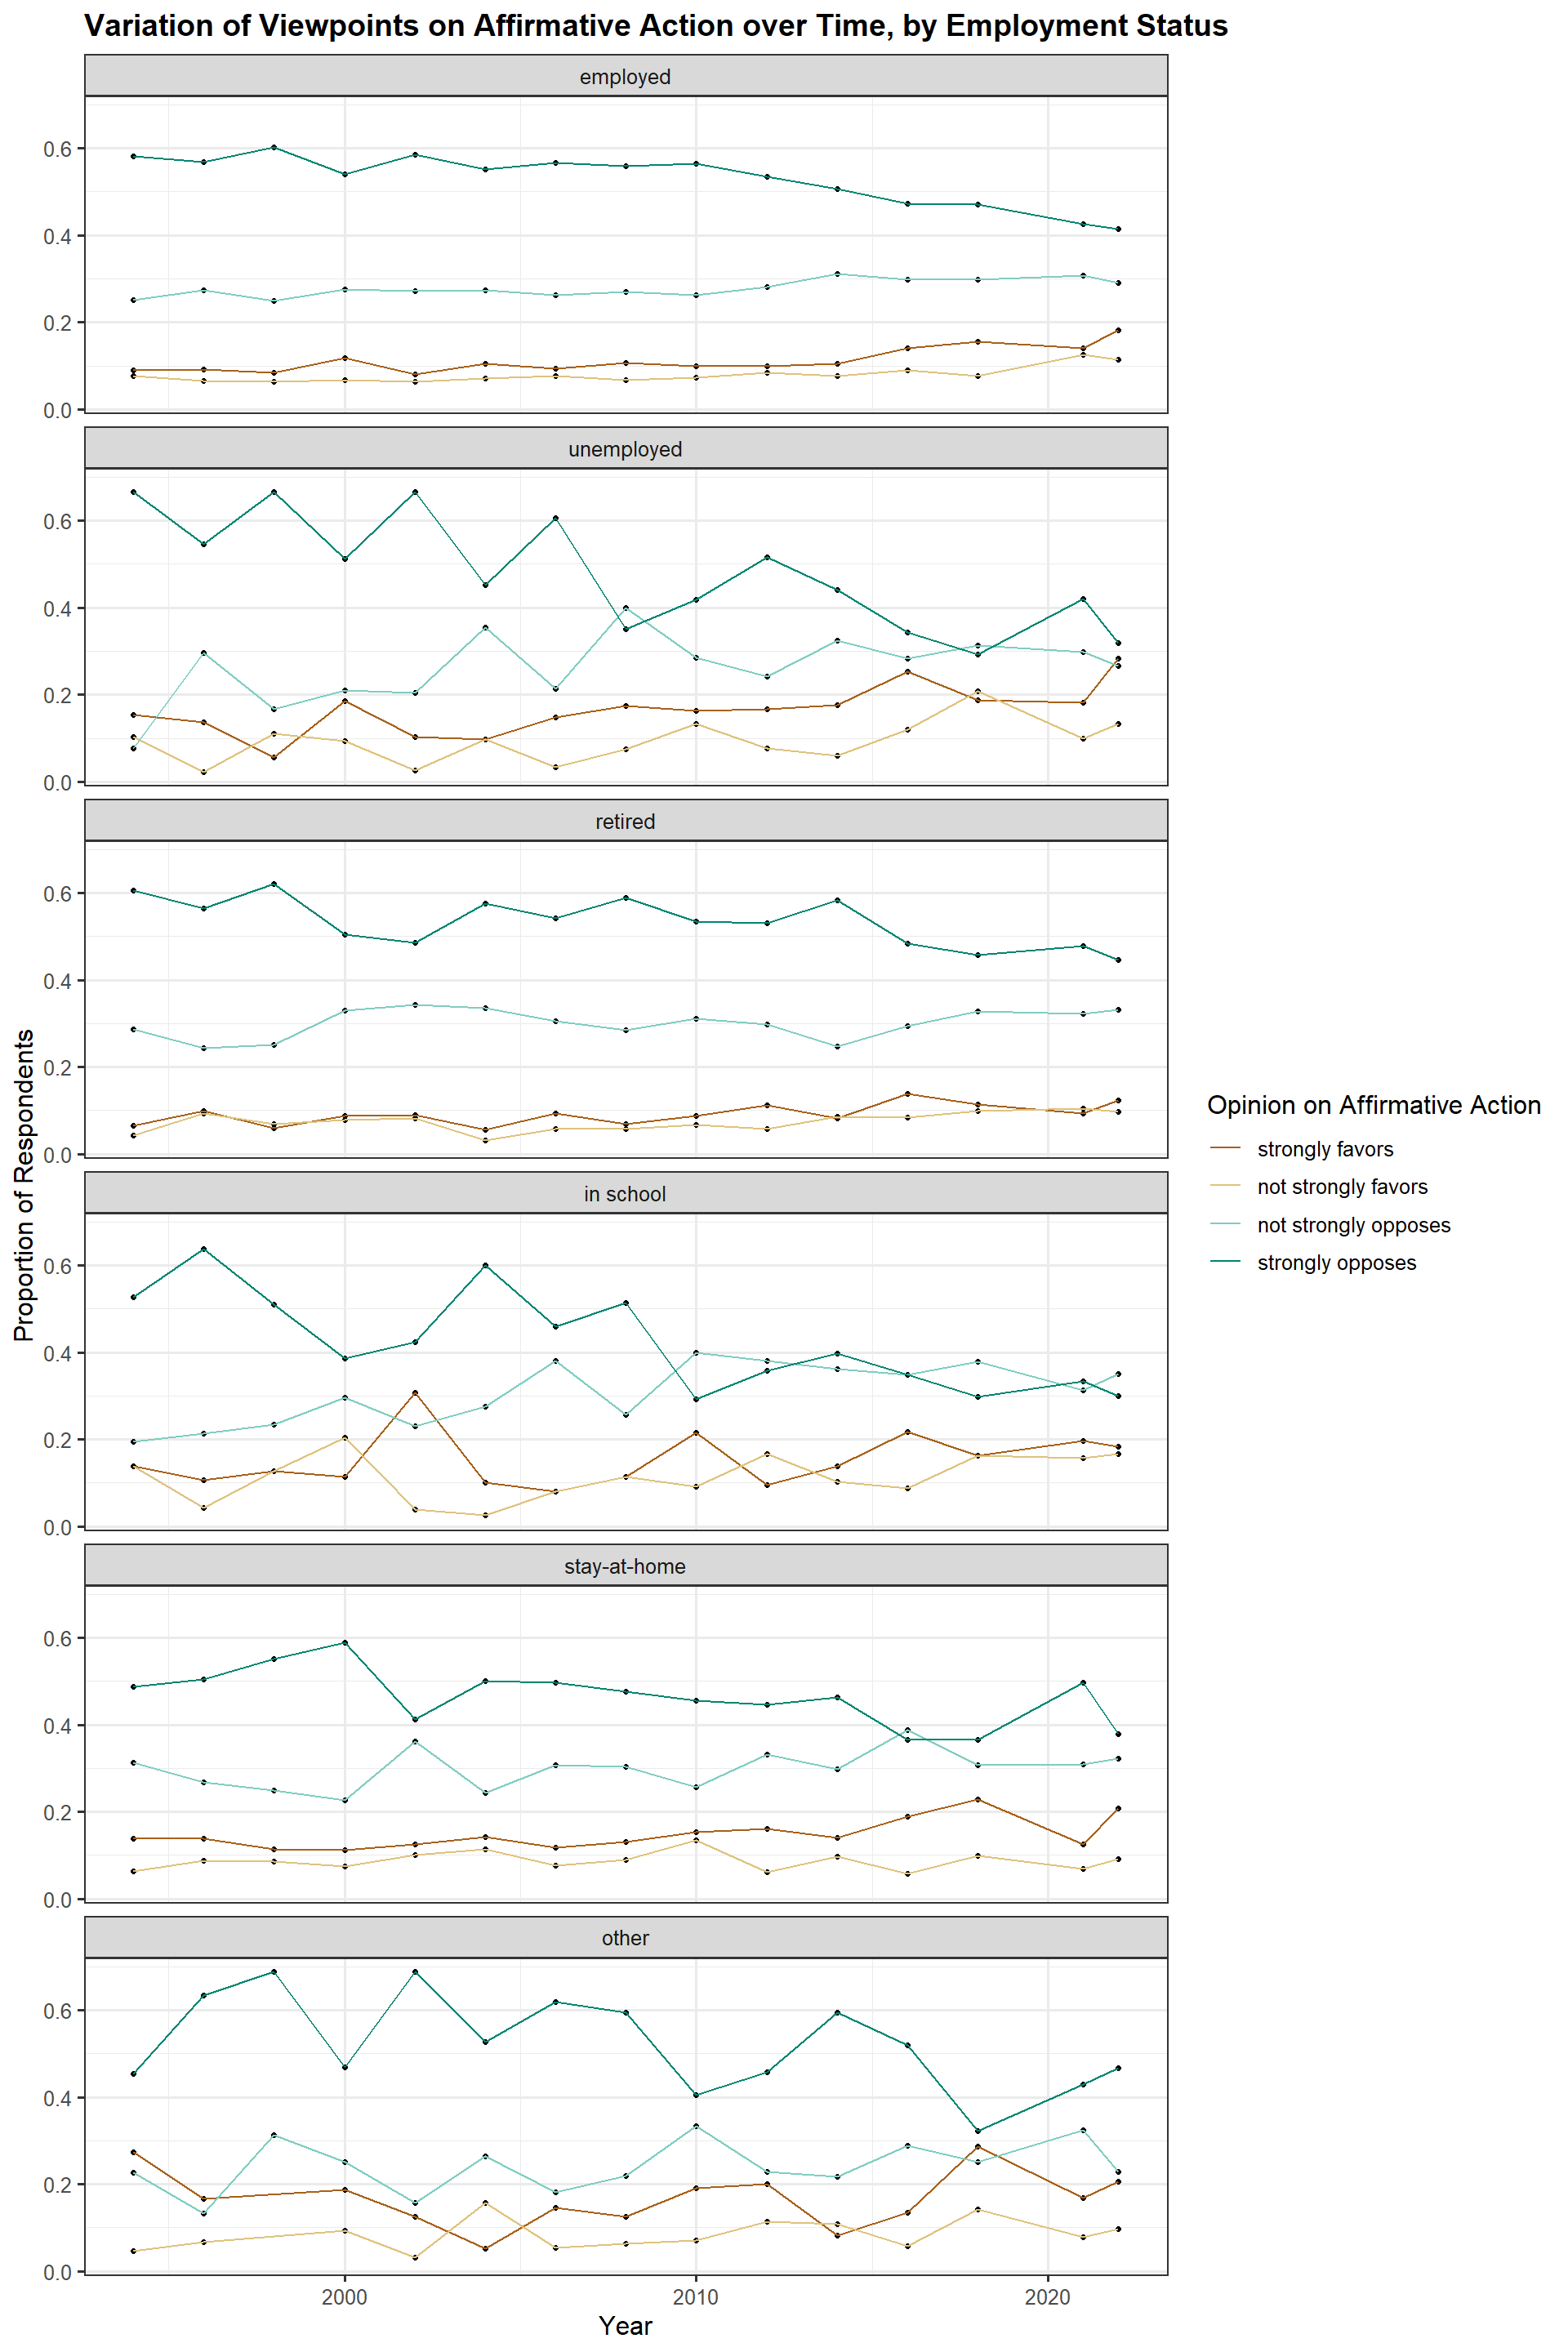 Variation of Viewpoints on Affirmative Action over Time, by Employment Status
employed
0.6
0.4
0.2
0.0
unemployed
0.6
0.4
0.2
0.0
retired
0.6
0.4
0.2
0.0
in school
0.6
0.4
0.2
0.0
stay-at-home
0.6
0.4
0.2
0.0
other
0.6
0.4
0.2
0.0
2000 2010 2020
Year
Proportion of Respondents
Opinion on Affirmative Action
strongly favors
not strongly favors
not strongly opposes
strongly opposes